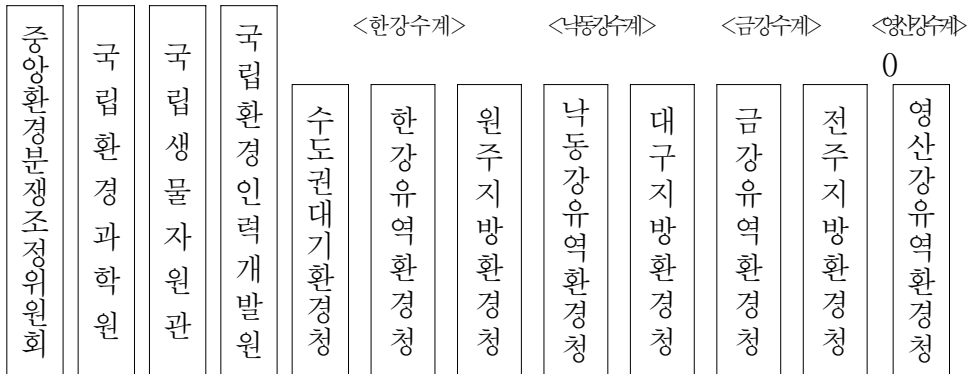 <한강수계>
<낙동강수계>
<금강수계>
<영산강수계>
0
중앙환경분쟁조정위원회
국립환경과학원
국립생물자원관
국립환경인력개발원
수도권대기환경청
한강유역환경청
원주지방환경청
낙동강유역환경청
대구지방환경청
금강유역환경청
전주지방환경청
영산강유역환경청